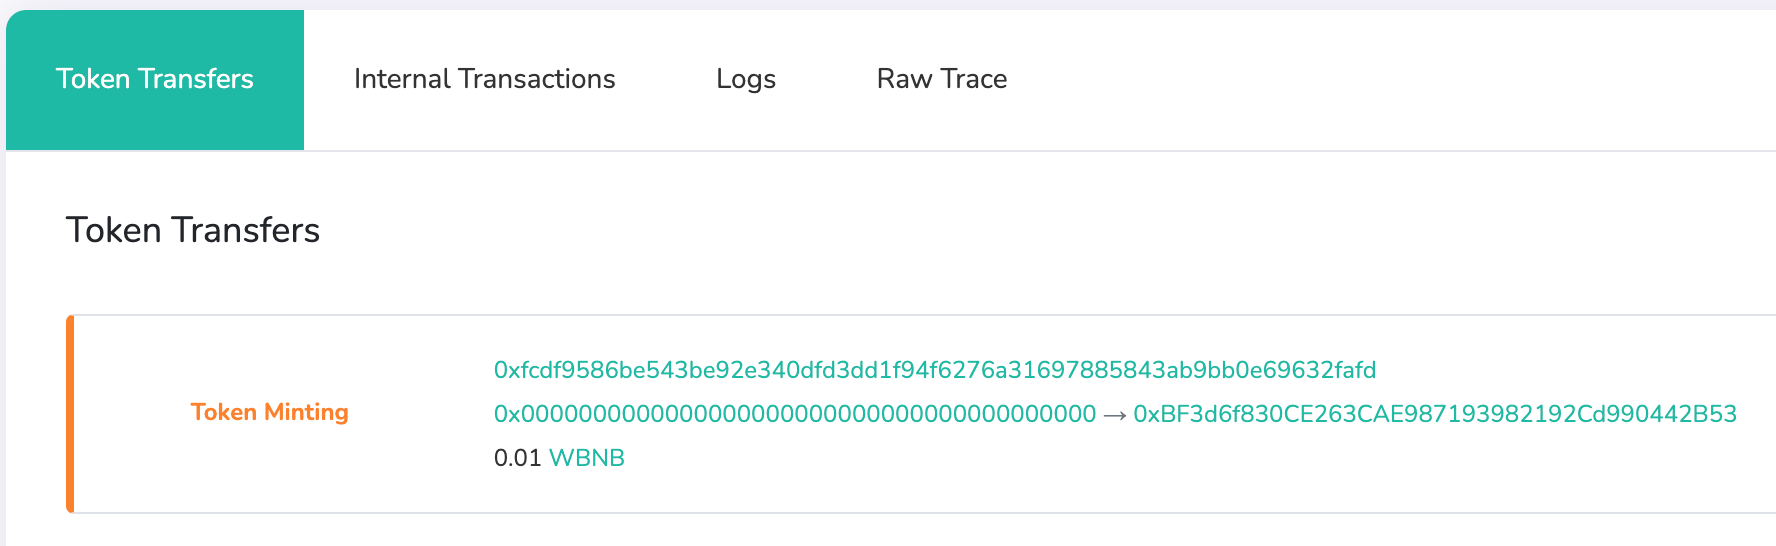 Token Transfers Internal Transactions Logs Raw Trace
Token Transfers
Token Minting
0xfcdf9586be543be92e340dfd3dd1f94f6276a31697885843ab9bb0e69632fafd
0x0000000000000000000000000000000000000000 → 0xBF3d6f830CE263CAE987193982192Cd990442B53
0.01 WBNB